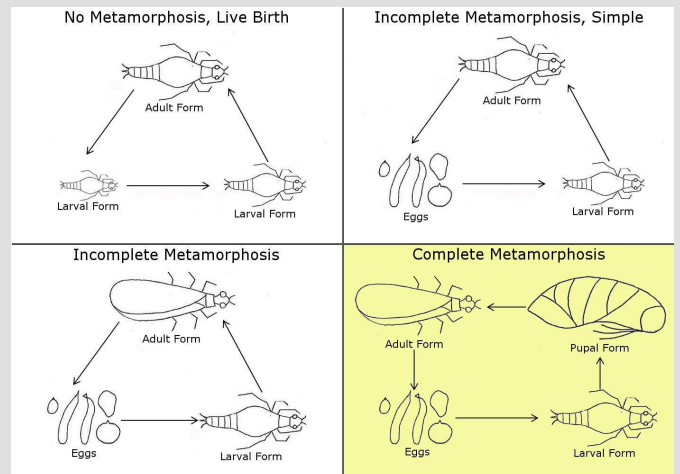 No Metamorphosis, Live Birth
Adult Form
Larval Form
Larval Form
Incomplete Metamorphosis, Simple
Adult Form
Eggs
Larval Form
Incomplete Metamorphosis
Adult Form
Eggs
Larval Form
Complete Metamorphosis
Adult Form
Pupal Form
Eggs
Larval Form